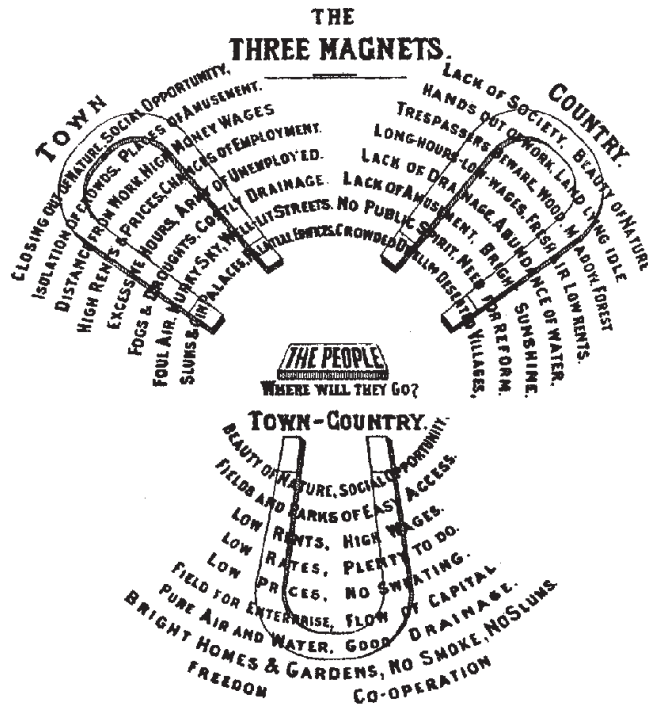 THE
THREE MAGNETS.
TOWN
CLOSING OUT OF NATURE. SOCIAL OPPORTUNITY.
ISOLATION OF CROWDS. PLACES OF AMUSEMENT.
DISTANCE FROM WORK. HIGH MONEY WAGES
HIGH RENTS & PRICES. CHANCES OF EMPLOYMENT.
EXCESSIVE HOURS. ARMY OF UNEMPLOYED.
FOGS & DROUGHTS. COSTLY DRAINAGE.
FOUL AIR. MURKY SKY. WELL-LIT STREETS.
SLUMS & GIN PALACES. PALATIAL EDIFICES.
COUNTRY.
LACK OF SOCIETY. BEAUTY OF NATURE
HANDS OUT OF WORK. LAND LYING IDLE
TRESPASSERS BEWARE. WOOD, MEADOW, FOREST
LONG-HOURS-LOW-WAGES. FRESH AIR LOW RENTS.
LACK OF DRAINAGE. ABUNDANCE OF WATER.
LACK OF AMUSEMENT. BRIGHT SUNSHINE.
NO PUBLIC SPIRIT. NEED FOR REFORM.
CROWDED DWELLINGS DESERTED VILLAGES,
THE PEOPLE
WHERE WILL THEY GO?
TOWN-COUNTRY.
BEAUTY OF NATURE, SOCIAL OPPORTUNITY.
FIELDS AND PARKS OF EASY ACCESS.
LOW RENTS, HIGH WAGES.
LOW RATES, PLENTY TO DO.
LOW PRICES, NO SWEATING.
FIELD FOR ENTERPRISE, FLOW OF CAPITAL
PURE AIR AND WATER, GOOD DRAINAGE.
BRIGHT HOMES & GARDENS, NO SMOKE, NO SLUMS.
FREEDOM CO-OPERATION